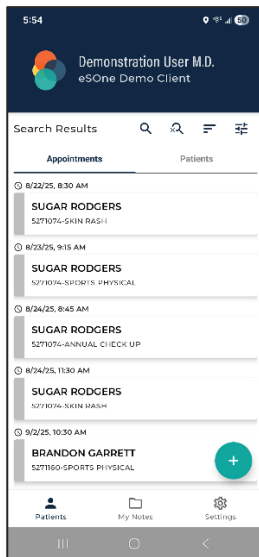 5:54
50
Demonstration User M.D.
eSOne Demo Client
Search Results
Appointments
Patients
8/22/25, 8:30 AM
SUGAR RODGERS
5271074-SKIN RASH
8/23/25, 9:15 AM
SUGAR RODGERS
5271074-SPORTS PHYSICAL
8/24/25, 8:45 AM
SUGAR RODGERS
5271074-ANNUAL CHECK UP
8/24/25, 11:30 AM
SUGAR RODGERS
5271074-SKIN RASH
9/2/25, 10:30 AM
BRANDON GARRETT
5271160-SPORTS PHYSICAL
Patients
My Notes
Settings